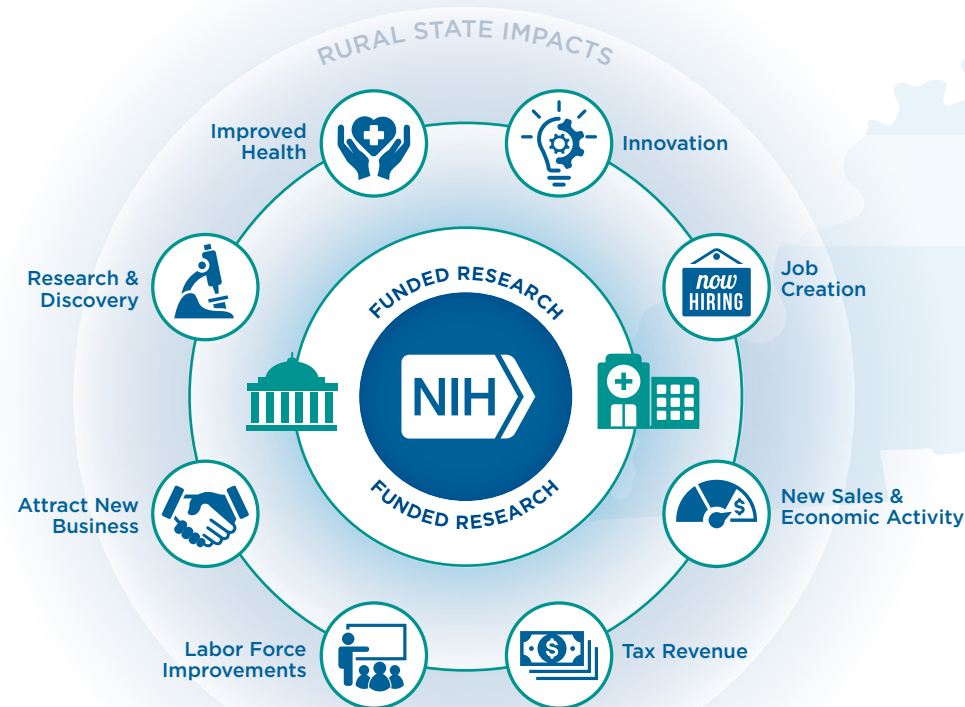 RURAL STATE IMPACTS
Improved
Health
Innovation
Research &
Discovery
Job
Creation
now
HIRING
FUNDED RESEARCH
NIH
FUNDED RESEARCH
Attract New
Business
New Sales &
Economic Activity
$
Labor Force
Improvements
$
Tax Revenue